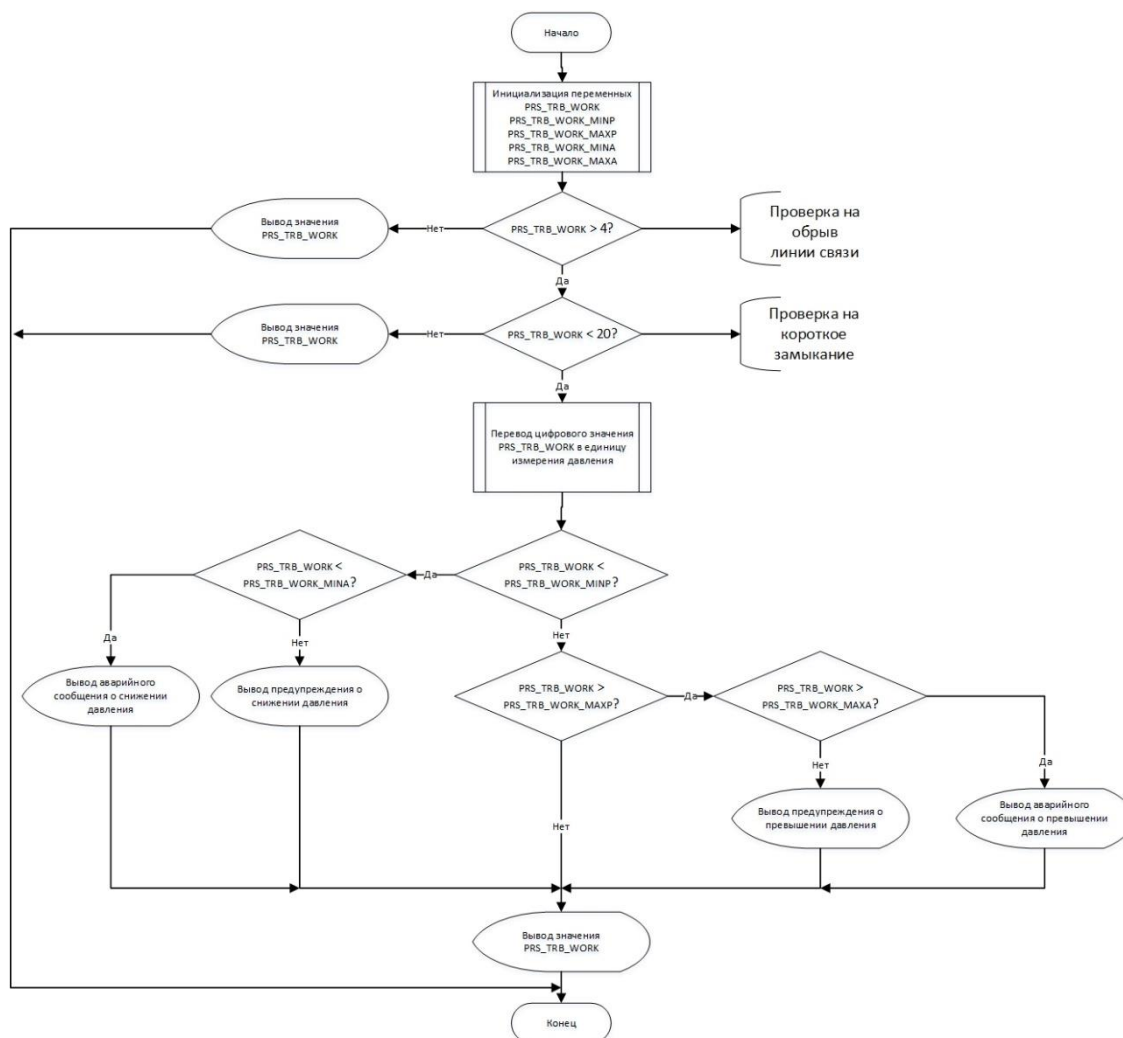 Начало
Инициализация переменных
PRS_TRB_WORK
PRS_TRB_WORK_MINP
PRS_TRB_WORK_MAXP
PRS_TRB_WORK_MINA
PRS_TRB_WORK_MAXA
Вывод значения
PRS_TRB_WORK
Нет
PRS_TRB_WORK > 4?
Проверка на
обрыв
линии связи
Да
Вывод значения
PRS_TRB_WORK
Нет
PRS_TRB_WORK < 20?
Проверка на
короткое
замыкание
Да
Перевод цифрового значения
PRS_TRB_WORK в единицу
измерения давления
PRS_TRB_WORK <
PRS_TRB_WORK_MINA?
Да
PRS_TRB_WORK <
PRS_TRB_WORK_MINP?
Да
Нет
Нет
Вывод аварийного
сообщения о снижении
давления
Вывод предупреждения о
снижении давления
PRS_TRB_WORK >
PRS_TRB_WORK_MAXP?
Да
PRS_TRB_WORK >
PRS_TRB_WORK_MAXA?
Нет
Да
Нет
Вывод предупреждения о
превышении давления
Вывод аварийного
сообщения о превышении
давления
Вывод значения
PRS_TRB_WORK
Конец